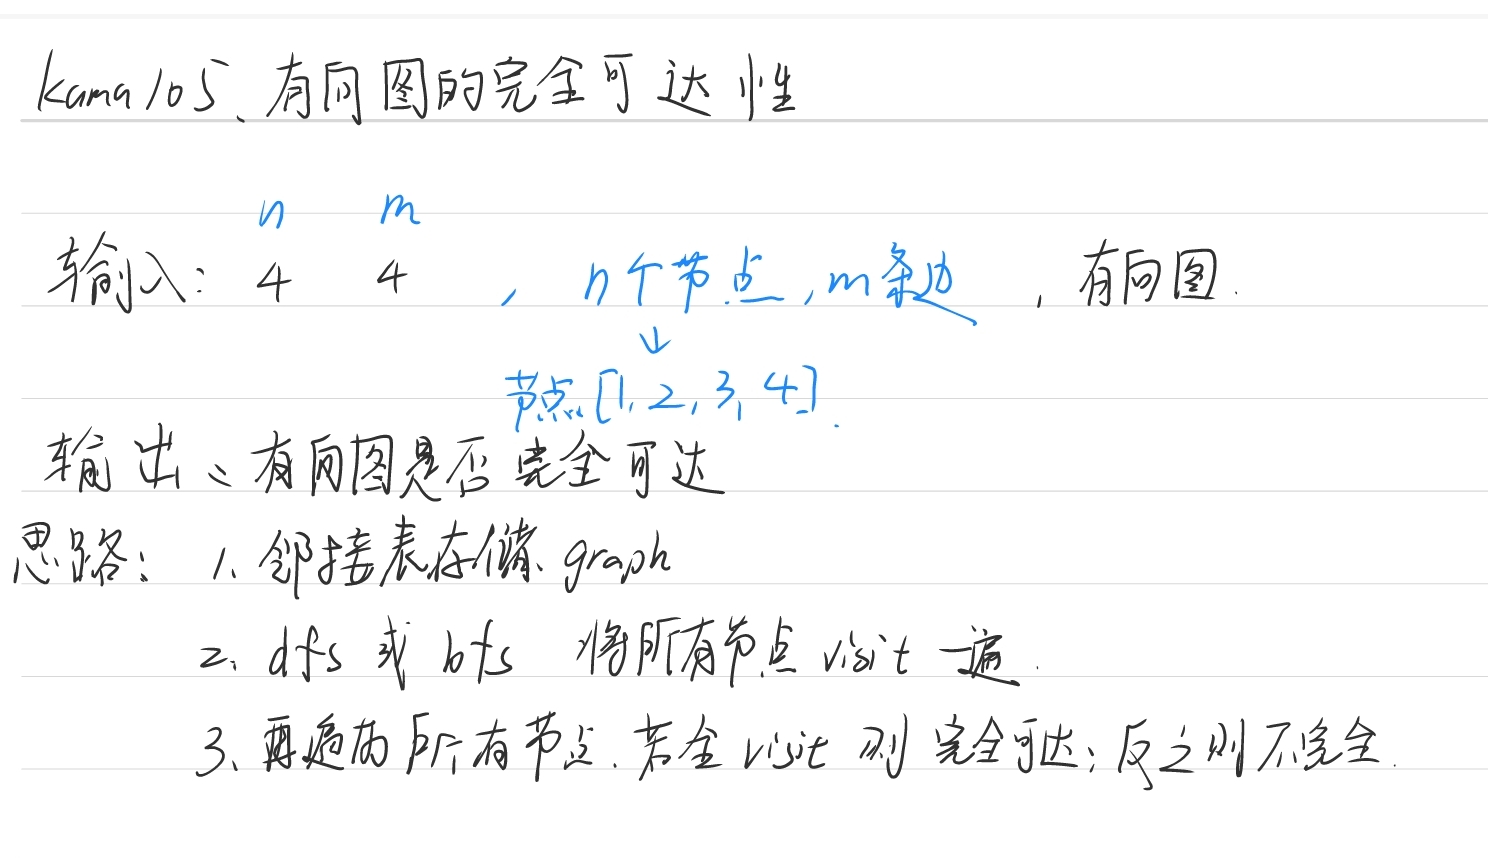 kama105、有向图的完全可达性
n m
输入: 4 4 , n个节点,m条边 , 有向图.
↓
节点[1,2,3,4].
输出: 有向图是否完全可达
思路: 1. 邻接表存储 graph
2. dfs 或 bfs 将所有节点 visit 一遍.
3. 再遍历所有节点. 若全 visit 则 完全可达; 反之则不完全.